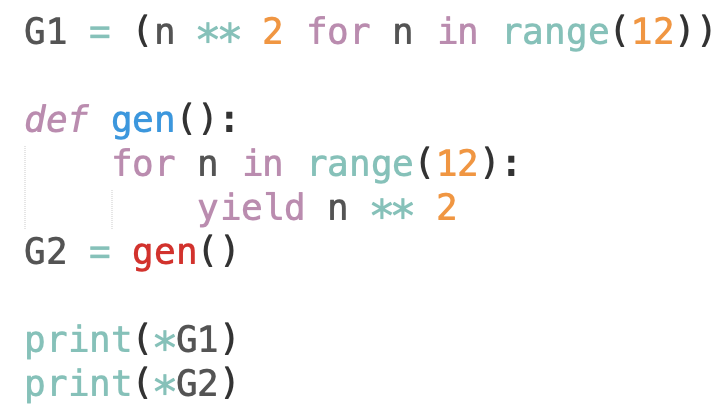 G1 = (n ** 2 for n in range(12))
def gen():
    for n in range(12):
        yield n ** 2
G2 = gen()
print(*G1)
print(*G2)